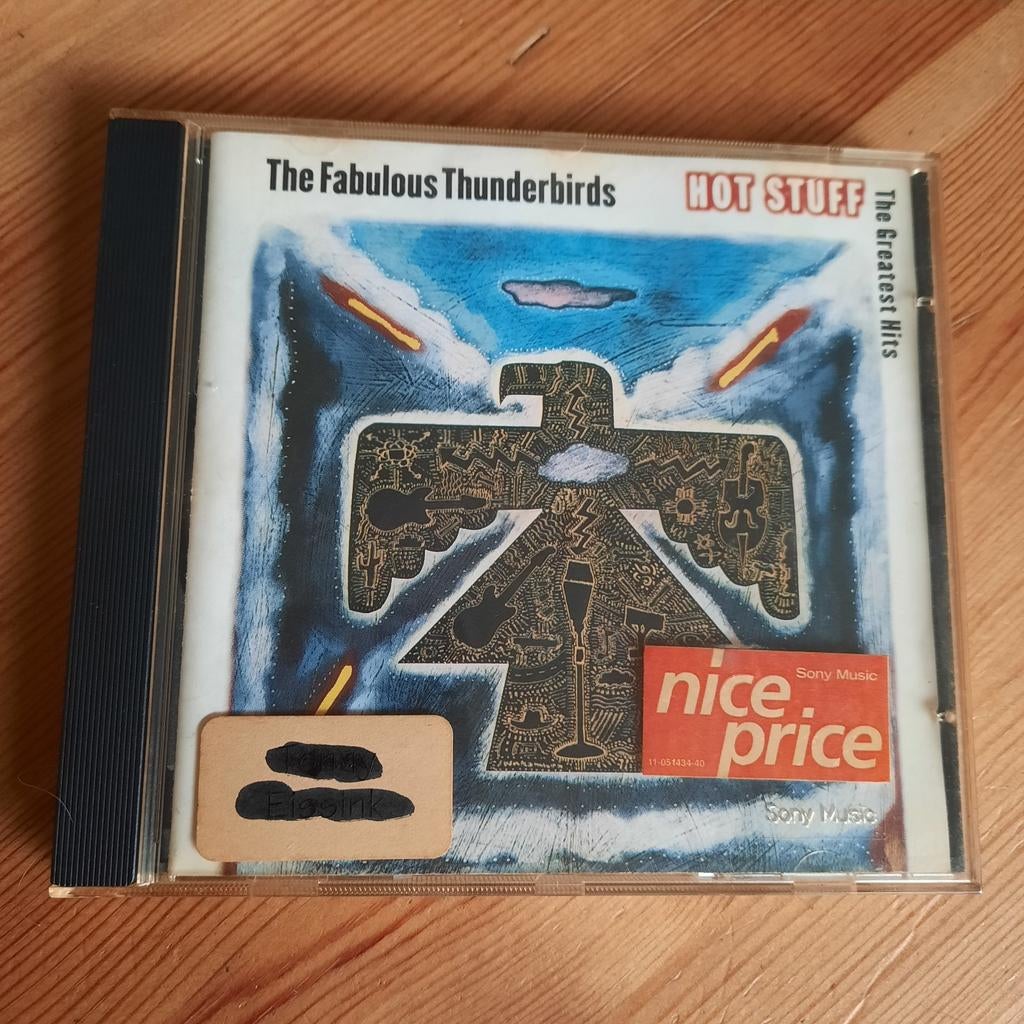 The Fabulous Thunderbirds
HOT STUFF
The Greatest Hits
Sony Music
nice
price
11-051434-40
Sony Music